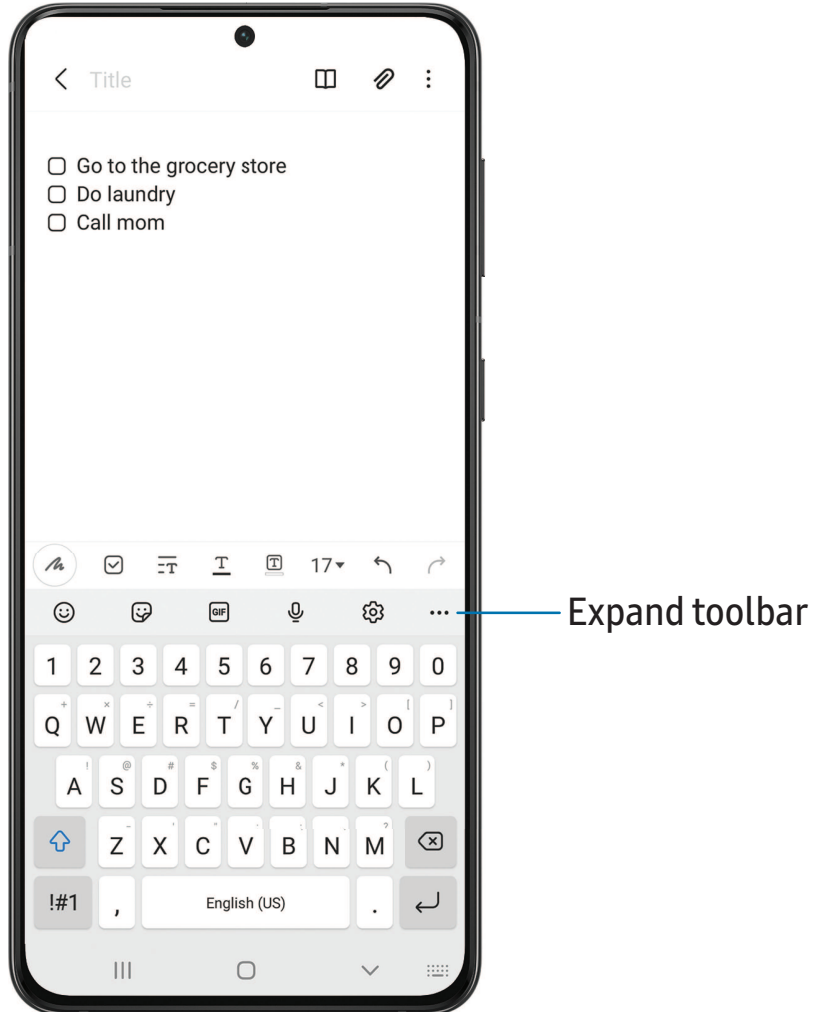 Title
Go to the grocery store
Do laundry
Call mom
T T T 17
GIF
Expand toolbar
1 2 3 4 5 6 7 8 9 0
+ × ÷ = / _ < > [ ]
Q W E R T Y U I O P
! @ # $ % & * ( )
A S D F G H J K L
Z X C V B N M ?
!#1 , English (US) .